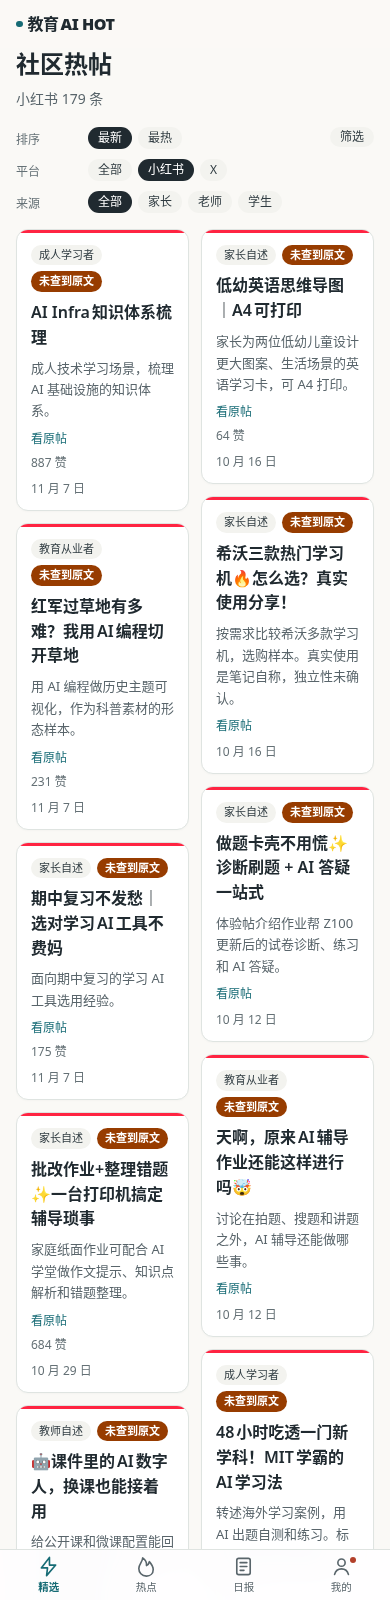 教育 AI HOT
社区热帖
小红书 179 条
排序
最新
最热
筛选
平台
全部
小红书
X
来源
全部
家长
老师
学生
成人学习者
未查到原文
AI Infra 知识体系梳
理
成人技术学习场景，梳理
AI 基础设施的知识体
系。
看原帖
887 赞
11 月 7 日
教育从业者
未查到原文
红军过草地有多
难？我用 AI 编程切
开草地
用 AI 编程做历史主题可
视化，作为科普素材的形
态样本。
看原帖
231 赞
11 月 7 日
家长自述
未查到原文
期中复习不发愁｜
选对学习 AI 工具不
费妈
面向期中复习的学习 AI
工具选用经验。
看原帖
175 赞
11 月 7 日
家长自述
未查到原文
批改作业+整理错题
✨一台打印机搞定
辅导琐事
家庭纸面作业可配合 AI
学堂做作文提示、知识点
解析和错题整理。
看原帖
684 赞
10 月 29 日
教师自述
未查到原文
🤖课件里的 AI 数字
人，换课也能接着
用
给公开课和微课配置能回
家长自述
未查到原文
低幼英语思维导图
｜A4 可打印
家长为两位低幼儿童设计
更大图案、生活场景的英
语学习卡，可 A4 打印。
看原帖
64 赞
10 月 16 日
家长自述
未查到原文
希沃三款热门学习
机🔥怎么选？真实
使用分享！
按需求比较希沃多款学习
机，选购样本。真实使用
是笔记自称，独立性未确
认。
看原帖
10 月 16 日
家长自述
未查到原文
做题卡壳不用慌✨
诊断刷题 + AI 答疑
一站式
体验帖介绍作业帮 Z100
更新后的试卷诊断、练习
和 AI 答疑。
看原帖
10 月 12 日
教育从业者
未查到原文
天啊，原来 AI 辅导
作业还能这样进行
吗🤯
讨论在拍题、搜题和讲题
之外，AI 辅导还能做哪
些事。
看原帖
10 月 12 日
成人学习者
未查到原文
48 小时吃透一门新
学科！MIT 学霸的
AI 学习法
转述海外学习案例，用
AI 出题自测和练习。标
精选
热点
日报
我的